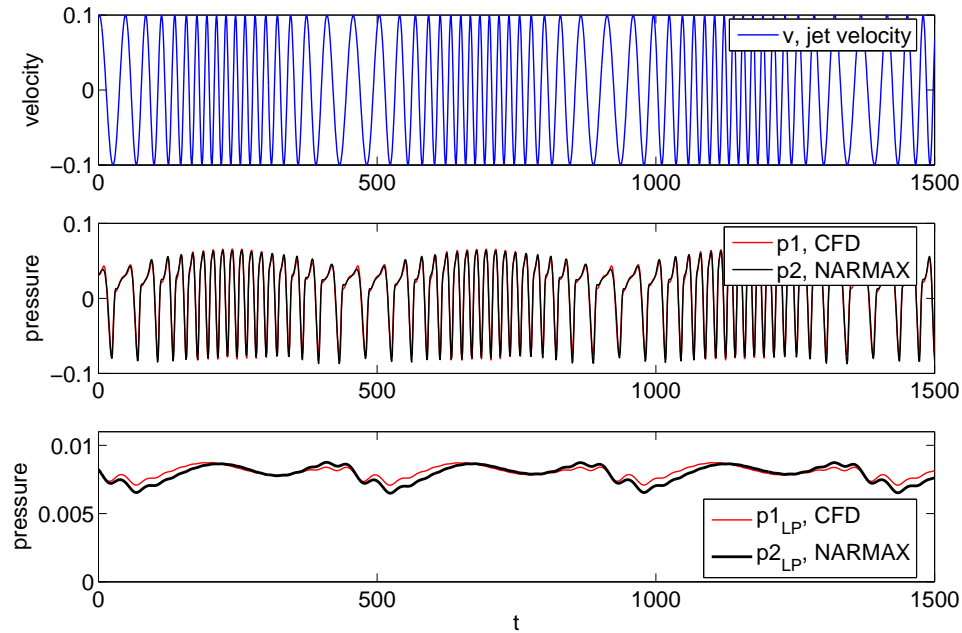 0.1
0
−0.1
velocity
v, jet velocity
0
500
1000
1500
0.1
0
−0.1
pressure
p1, CFD
p2, NARMAX
0
500
1000
1500
0.01
0.005
0
pressure
p1LP, CFD
p2LP, NARMAX
0
500
1000
1500
t